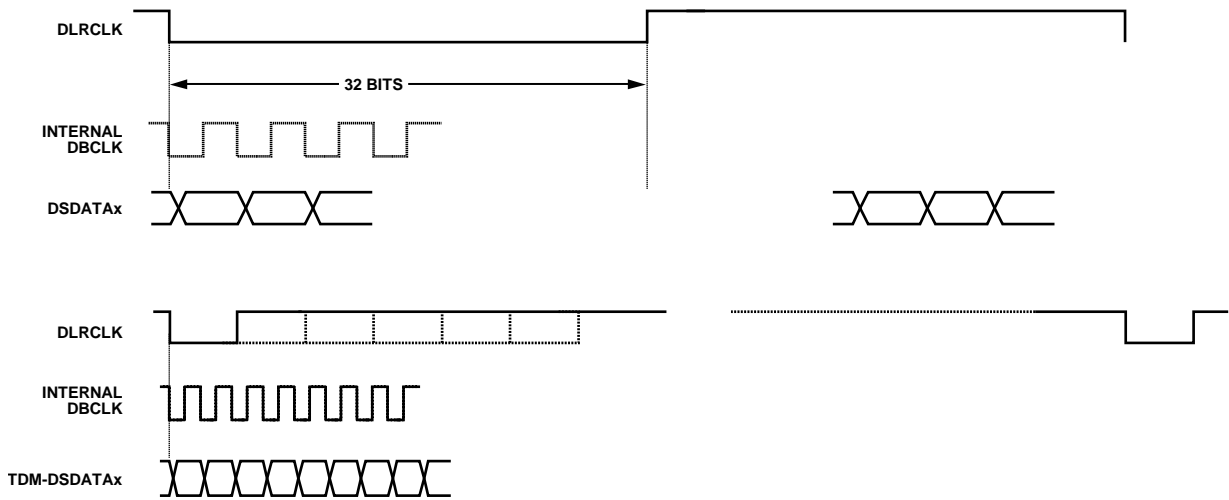 DLRCLK
32 BITS
INTERNAL
DBCLK
DSDATAx
DLRCLK
INTERNAL
DBCLK
TDM-DSDATAx